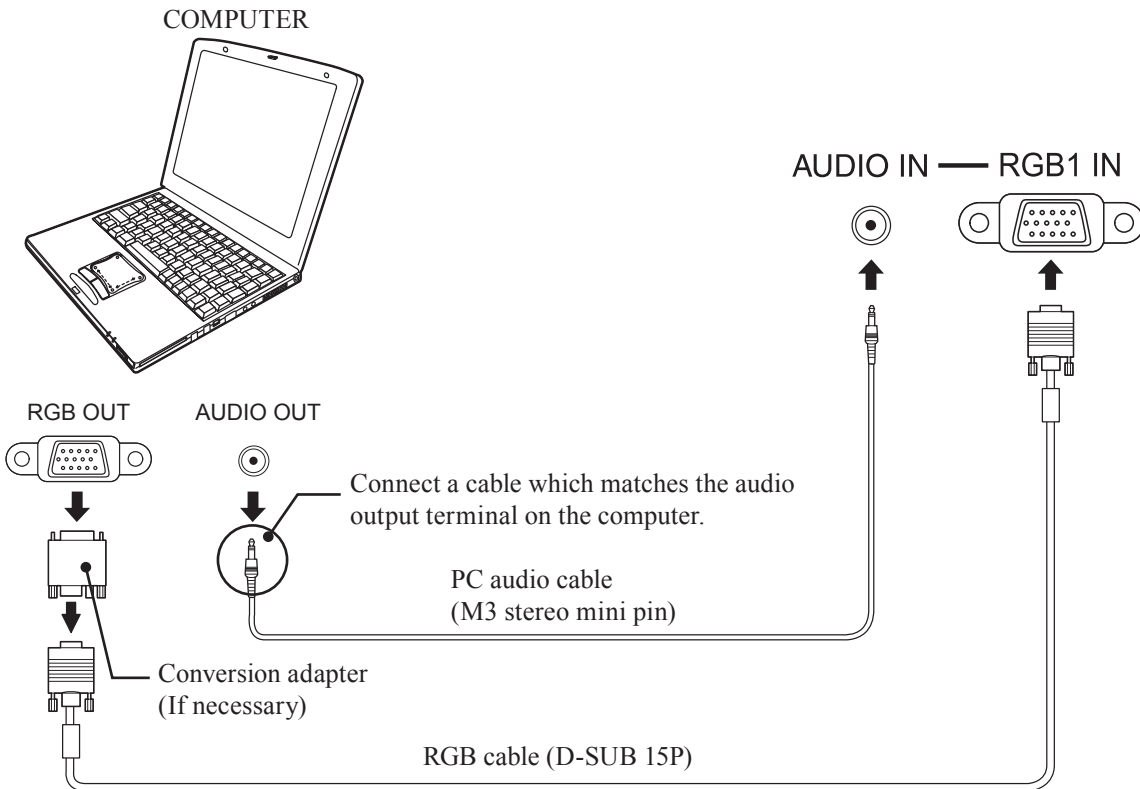 COMPUTER
AUDIO IN — RGB1 IN
RGB OUT
AUDIO OUT
Connect a cable which matches the audio
output terminal on the computer.
PC audio cable
(M3 stereo mini pin)
Conversion adapter
(If necessary)
RGB cable (D-SUB 15P)